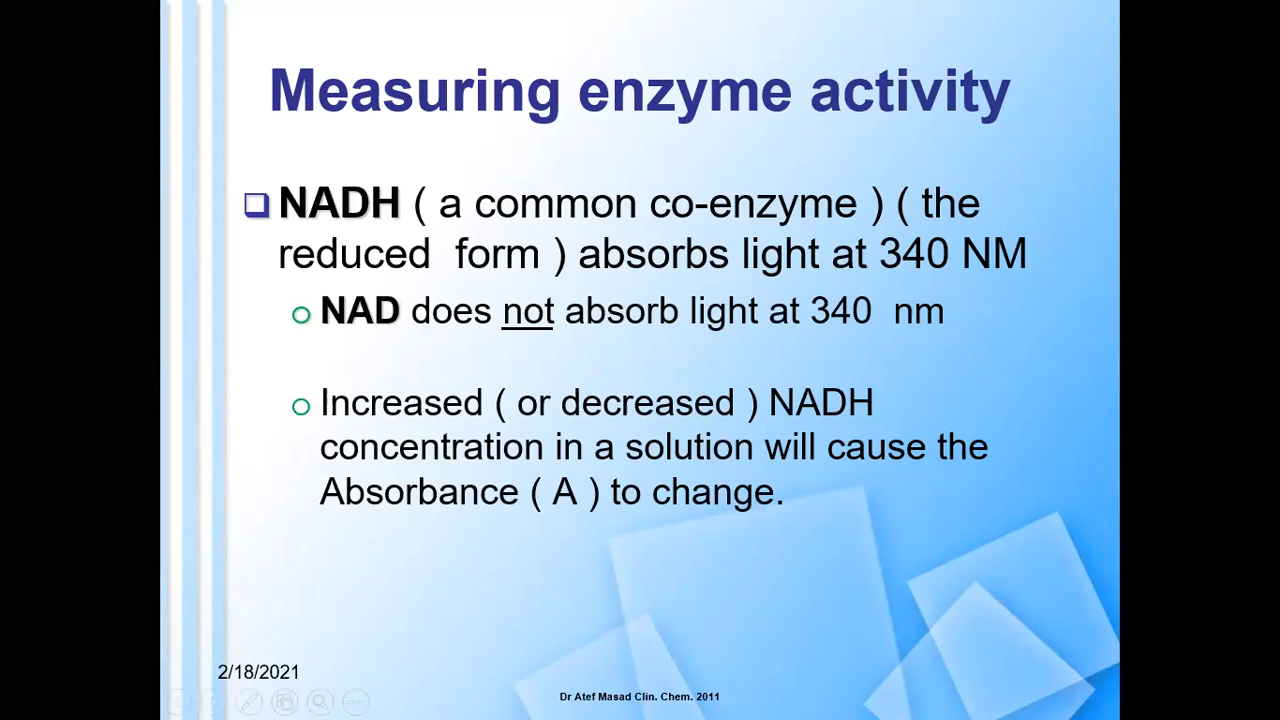 Measuring enzyme activity
NADH ( a common co-enzyme ) ( the
reduced  form ) absorbs light at 340 NM
NAD does not absorb light at 340  nm
Increased ( or decreased ) NADH
concentration in a solution will cause the
Absorbance ( A ) to change.
2/18/2021
Dr Atef Masad Clin. Chem. 2011